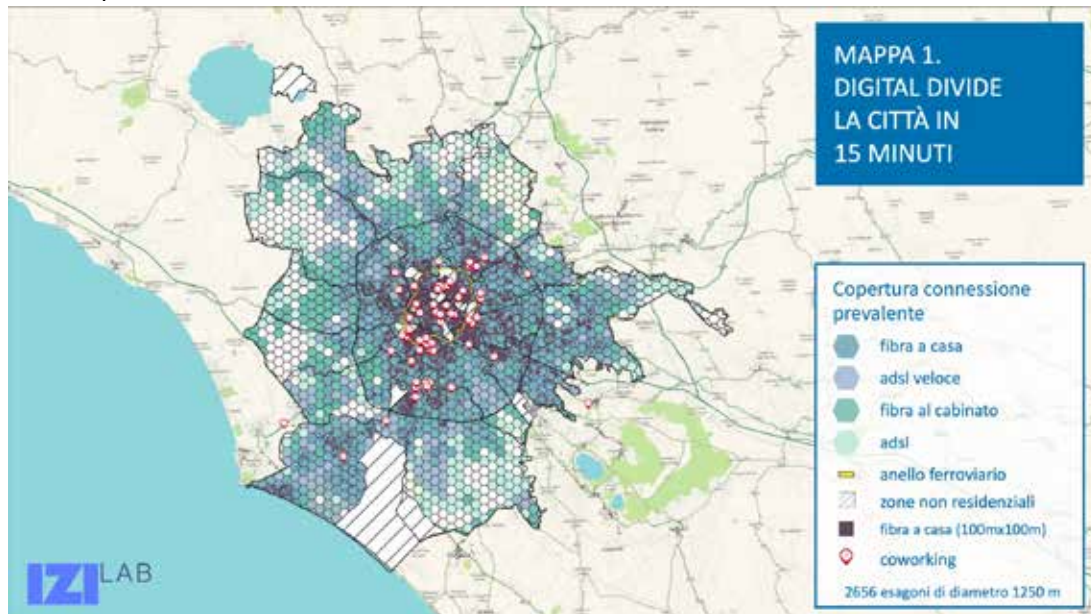 MAPPA 1.
DIGITAL DIVIDE
LA CITTÀ IN
15 MINUTI
Copertura connessione
prevalente
fibra a casa
adsl veloce
fibra al cabinato
adsl
anello ferroviario
zone non residenziali
fibra a casa (100mx100m)
coworking
2656 esagoni di diametro 1250 m
IZI LAB